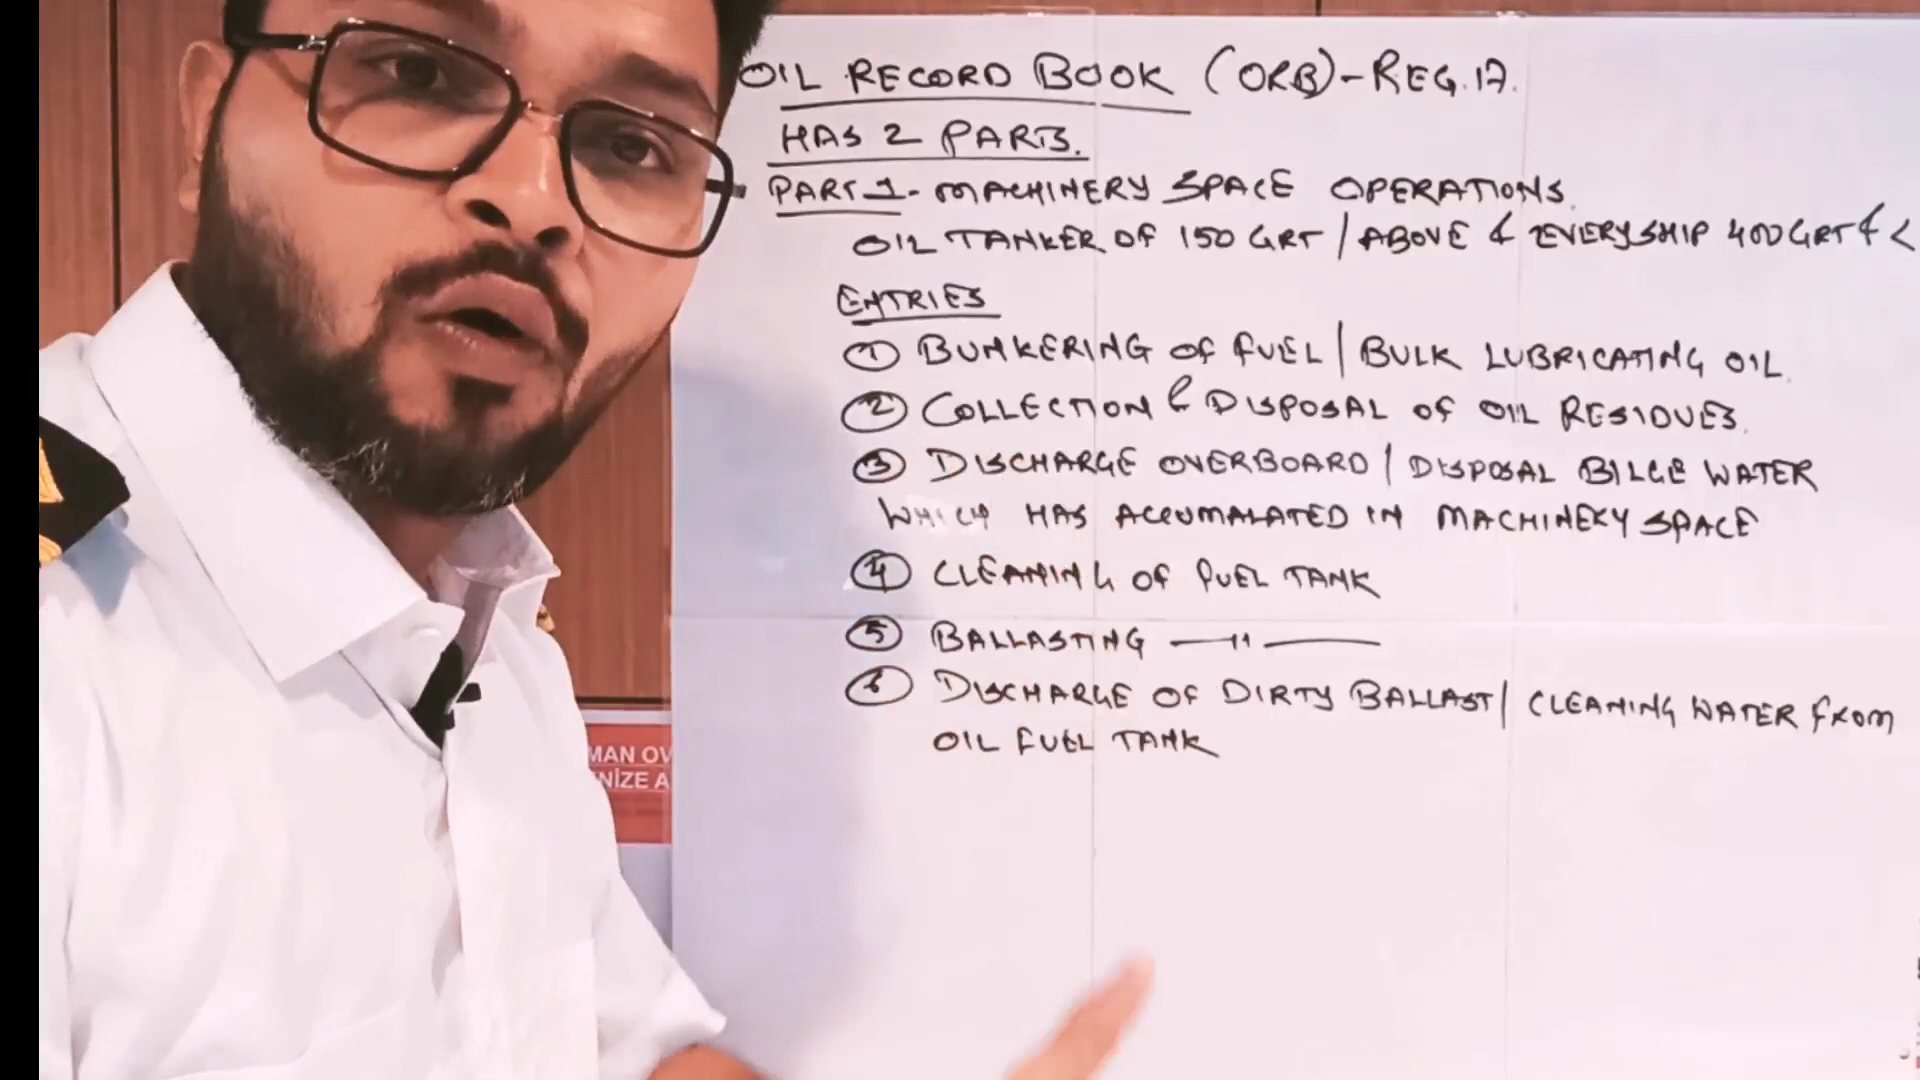 OIL RECORD BOOK (ORB)-REG.17.
HAS 2 PARTS.
PART 1- MACHINERY SPACE OPERATIONS.
OIL TANKER OF 150 GRT / ABOVE & EVERY SHIP 400 GRT & <
ENTRIES
① BUNKERING OF FUEL / BULK LUBRICATING OIL.
② COLLECTION & DISPOSAL OF OIL RESIDUES.
③ DISCHARGE OVERBOARD / DISPOSAL BILGE WATER
WHICH HAS ACCUMALATED IN MACHINERY SPACE
④ CLEANING OF FUEL TANK
⑤ BALLASTING —— " ——
⑥ DISCHARGE OF DIRTY BALLAST / CLEANING WATER FROM
OIL FUEL TANK
MAN OV
NİZE A